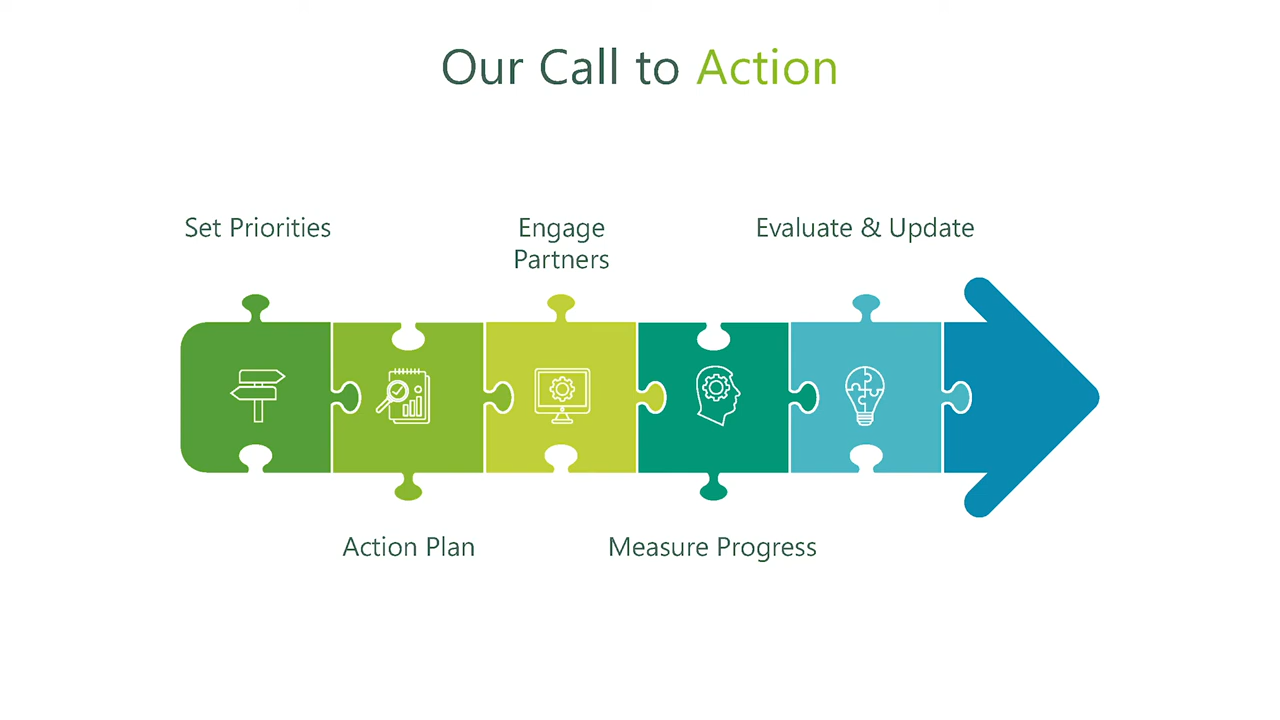 Our Call to Action
Set Priorities
Engage
Partners
Evaluate & Update
Action Plan
Measure Progress